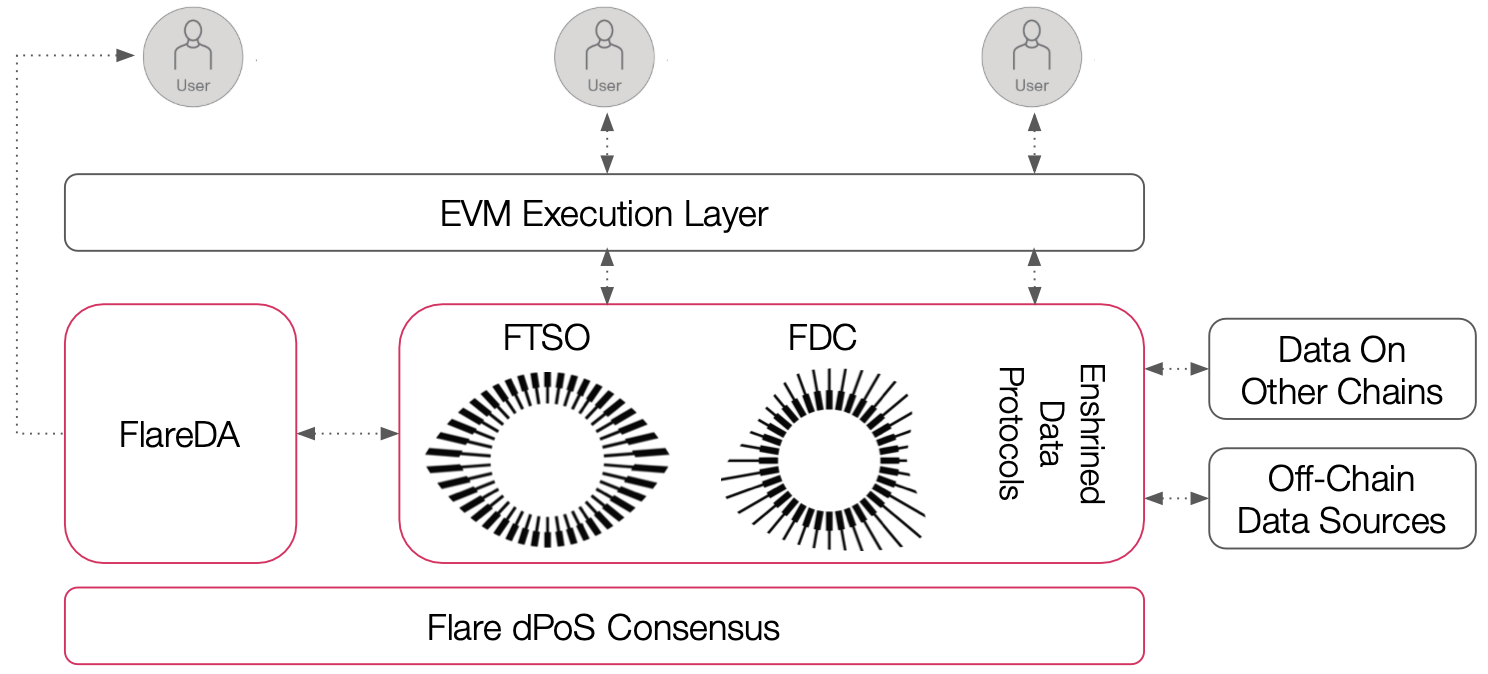 User
User
User
EVM Execution Layer
FTSO
FDC
Enshrined
Data
Protocols
FlareDA
Data On
Other Chains
Off-Chain
Data Sources
Flare dPoS Consensus